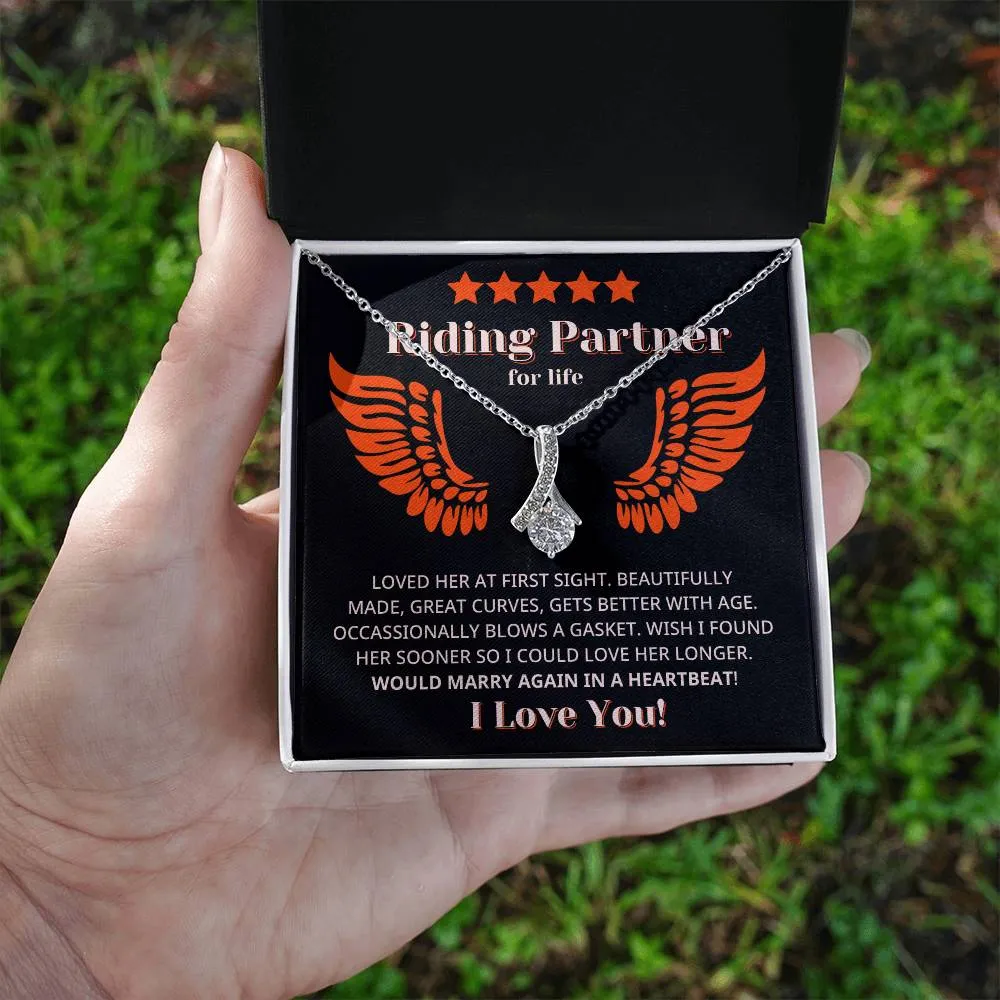 Riding Partner
for life
LOVED HER AT FIRST SIGHT. BEAUTIFULLY
MADE, GREAT CURVES, GETS BETTER WITH AGE.
OCCASSIONALLY BLOWS A GASKET. WISH I FOUND
HER SOONER SO I COULD LOVE HER LONGER.
WOULD MARRY AGAIN IN A HEARTBEAT!
I Love You!